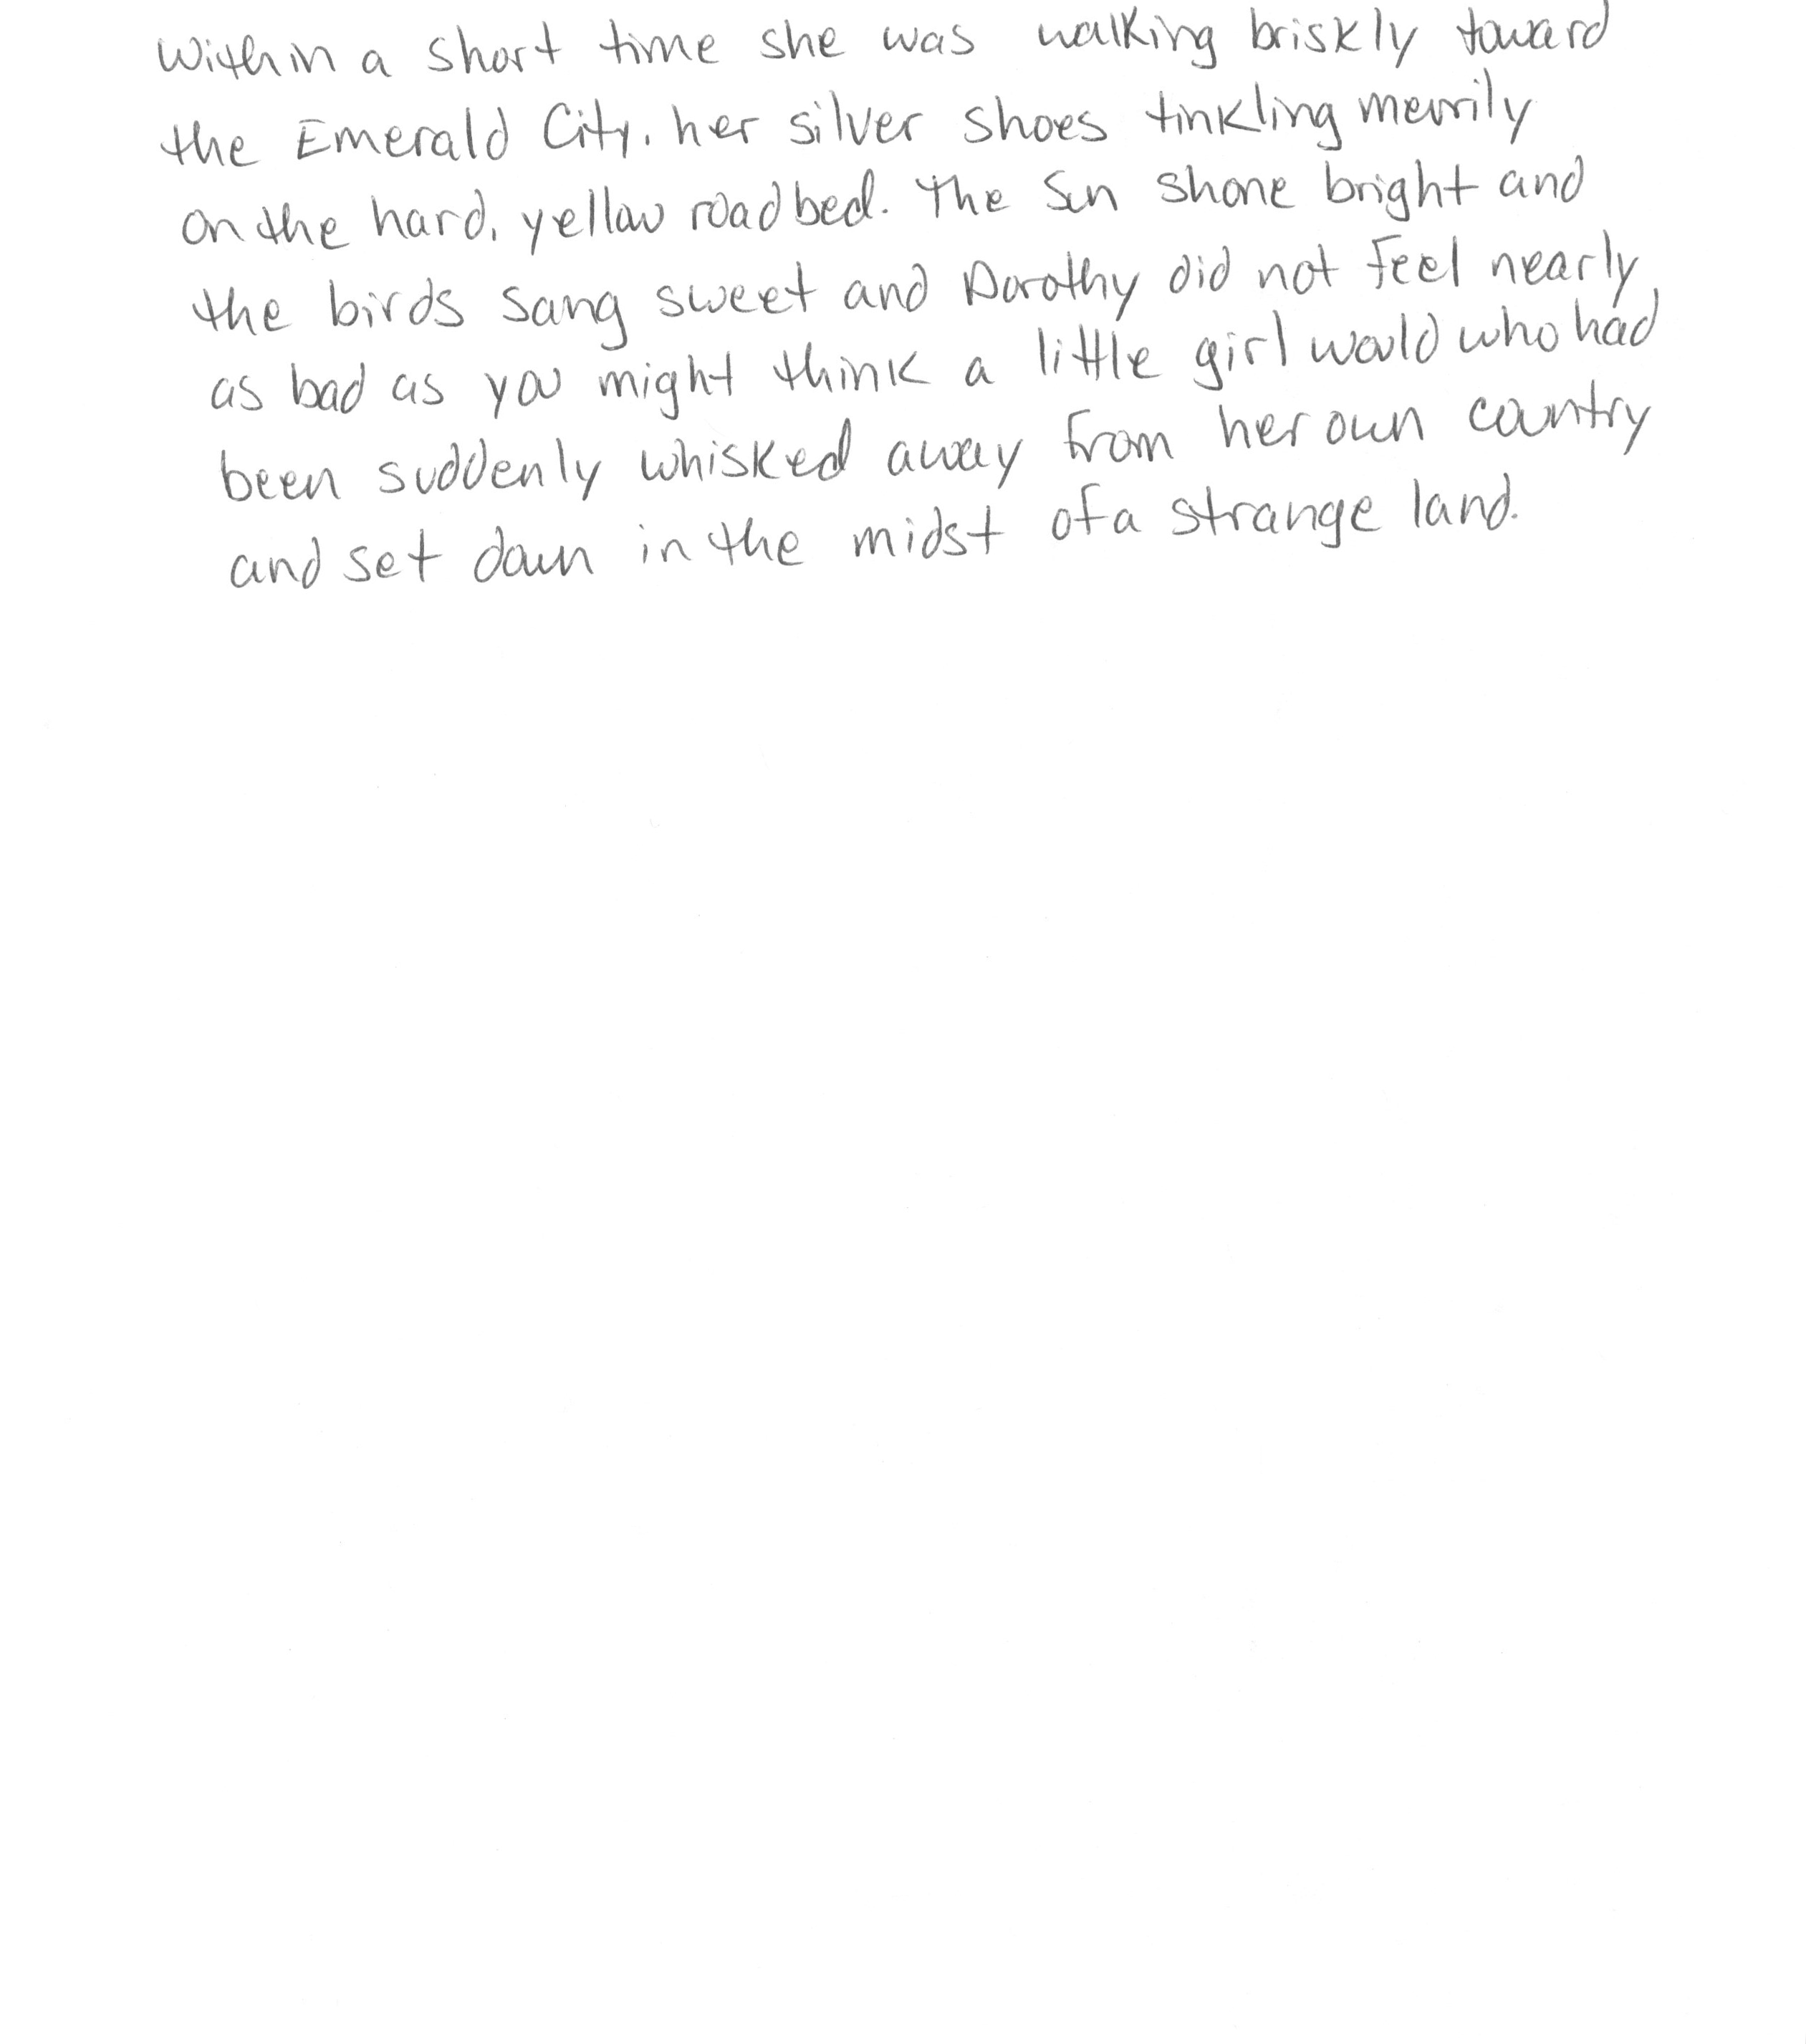 Within a short time she was walking briskly toward
the Emerald City, her silver shoes tinkling merrily
on the hard, yellow roadbed. The sun shone bright and
the birds sang sweet and Dorothy did not feel nearly
as bad as you might think a little girl would, who had
been suddenly whisked away from her own country
and set down in the midst of a strange land.